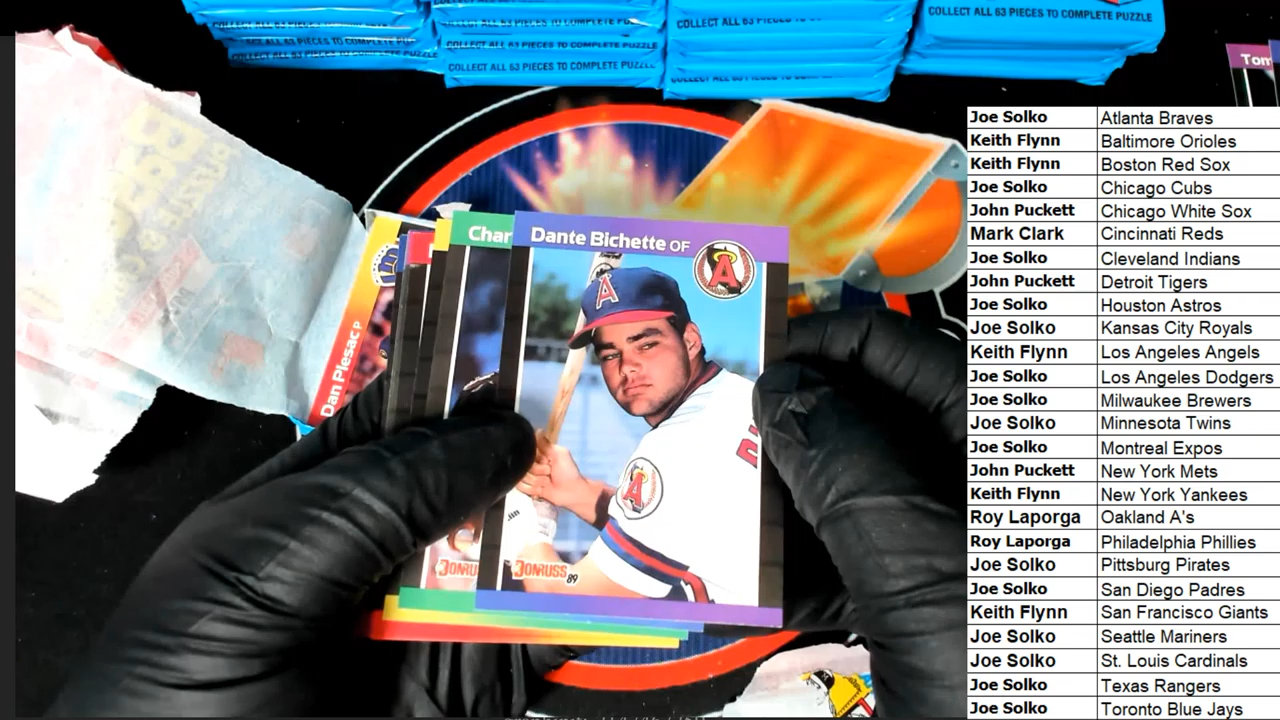 COLLECT ALL 63 PIECES TO COMPLETE PUZZLE
COLLECT ALL 63 PIECES TO COMPLETE PUZZLE
COLLECT ALL 63 PIECES TO COMPLETE PUZZLE
COLLECT ALL 63 PIECES TO COMPLETE PUZZLE
Tom
Char
Dante Bichette OF
A
A
A
Dan Plesac P
DONRUSS 89
DONRU
Joe Solko Atlanta Braves
Keith Flynn Baltimore Orioles
Keith Flynn Boston Red Sox
Joe Solko Chicago Cubs
John Puckett Chicago White Sox
Mark Clark Cincinnati Reds
Joe Solko Cleveland Indians
John Puckett Detroit Tigers
Joe Solko Houston Astros
Joe Solko Kansas City Royals
Keith Flynn Los Angeles Angels
Joe Solko Los Angeles Dodgers
Joe Solko Milwaukee Brewers
Joe Solko Minnesota Twins
Joe Solko Montreal Expos
John Puckett New York Mets
Keith Flynn New York Yankees
Roy Laporga Oakland A's
Roy Laporga Philadelphia Phillies
Joe Solko Pittsburg Pirates
Joe Solko San Diego Padres
Keith Flynn San Francisco Giants
Joe Solko Seattle Mariners
Joe Solko St. Louis Cardinals
Joe Solko Texas Rangers
Joe Solko Toronto Blue Jays